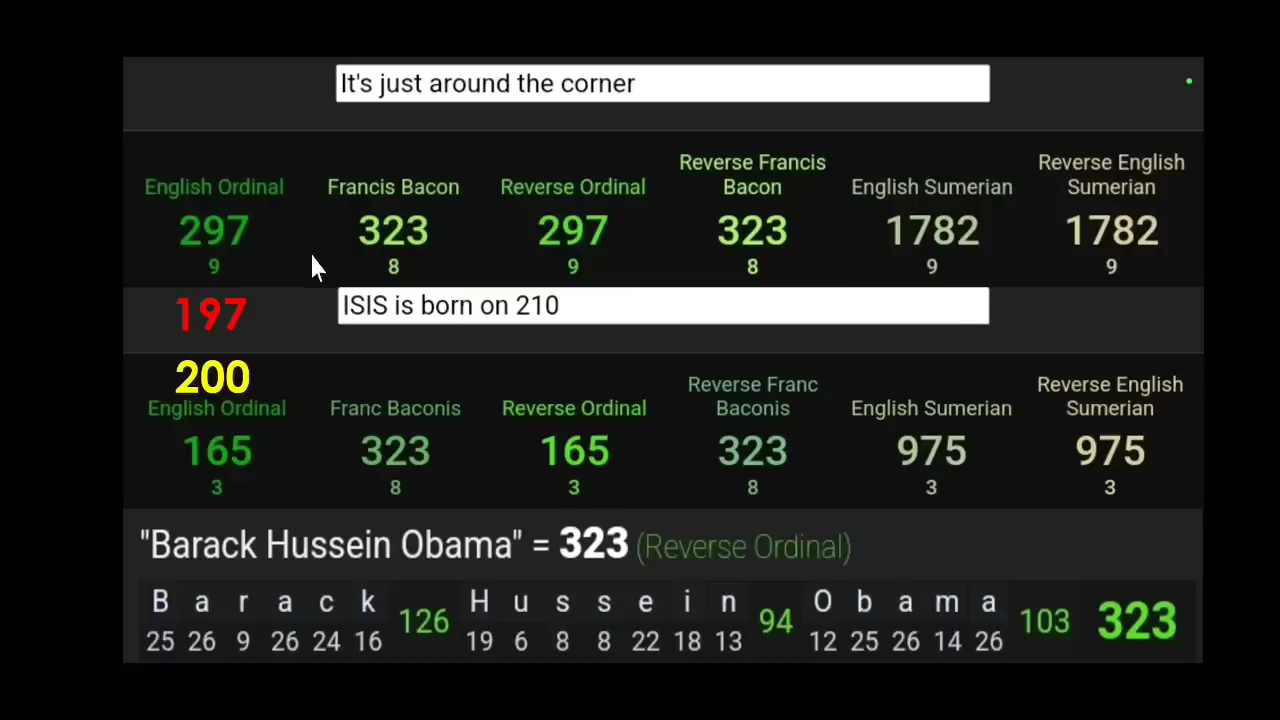 It's just around the corner
English Ordinal Francis Bacon Reverse Ordinal Reverse Francis Bacon English Sumerian Reverse English Sumerian
297 323 297 323 1782 1782
9 8 9 8 9 9
197 ISIS is born on 210
200
English Ordinal Franc Baconis Reverse Ordinal Reverse Franc Baconis English Sumerian Reverse English Sumerian
165 323 165 323 975 975
3 8 3 8 3 3
"Barack Hussein Obama" = 323 (Reverse Ordinal)
B a r a c k 126 H u s s e i n 94 O b a m a 103 323
25 26 9 26 24 16 19 6 8 8 22 18 13 12 25 26 14 26